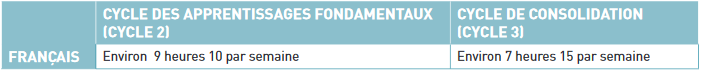 CYCLE DES APPRENTISSAGES FONDAMENTAUX
(CYCLE 2)
CYCLE DE CONSOLIDATION
(CYCLE 3)
FRANÇAIS
Environ 9 heures 10 par semaine
Environ 7 heures 15 par semaine